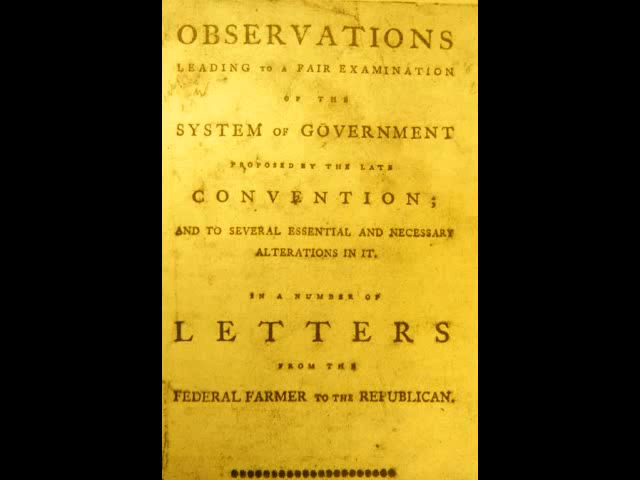 OBSERVATIONS
LEADING TO A FAIR EXAMINATION
OF THE
SYSTEM OF GOVERNMENT
PROPOSED BY THE LATE
CONVENTION;
AND TO SEVERAL ESSENTIAL AND NECESSARY
ALTERATIONS IN IT.
IN A NUMBER OF
LETTERS
FROM THE
FEDERAL FARMER TO THE REPUBLICAN.